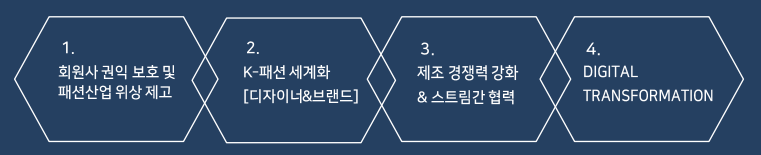 1.
회원사 권익 보호 및
패션산업 위상 제고
2.
K-패션 세계화
[디자이너&브랜드]
3.
제조 경쟁력 강화
& 스트림간 협력
4.
DIGITAL
TRANSFORMATION